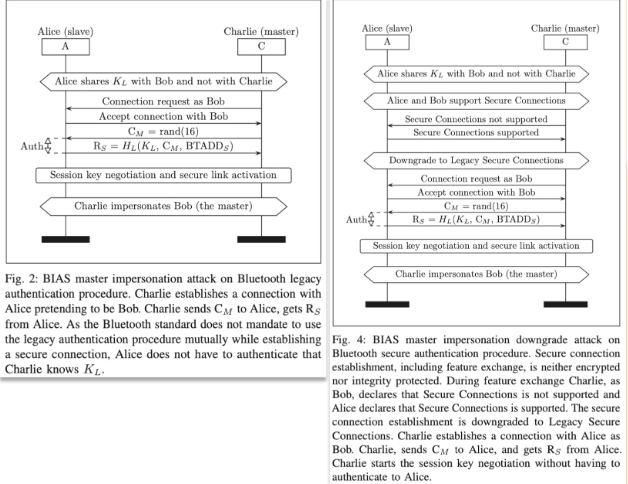 Alice (slave)
Charlie (master)
A
C
Alice shares K_L with Bob and not with Charlie
Connection request as Bob
Accept connection with Bob
C_M = rand(16)
Auth
R_S = H_L(K_L, C_M, BTADD_S)
Session key negotiation and secure link activation
Charlie impersonates Bob (the master)
Fig. 2: BIAS master impersonation attack on Bluetooth legacy
authentication procedure. Charlie establishes a connection with
Alice pretending to be Bob. Charlie sends C_M to Alice, gets R_S
from Alice. As the Bluetooth standard does not mandate to use
the legacy authentication procedure mutually while establishing
a secure connection, Alice does not have to authenticate that
Charlie knows K_L.
Alice (slave)
Charlie (master)
A
C
Alice shares K_L with Bob and not with Charlie
Alice and Bob support Secure Connections
Secure Connections not supported
Secure Connections supported
Downgrade to Legacy Secure Connections
Connection request as Bob
Accept connection with Bob
C_M = rand(16)
Auth
R_S = H_L(K_L, C_M, BTADD_S)
Session key negotiation and secure link activation
Charlie impersonates Bob (the master)
Fig. 4: BIAS master impersonation downgrade attack on
Bluetooth secure authentication procedure. Secure connection
establishment, including feature exchange, is neither encrypted
nor integrity protected. During feature exchange Charlie, as
Bob, declares that Secure Connections is not supported and
Alice declares that Secure Connections is supported. The secure
connection establishment is downgraded to Legacy Secure
Connections. Charlie establishes a connection with Alice as
Bob. Charlie, sends C_M to Alice, and gets R_S from Alice.
Charlie starts the session key negotiation without having to
authenticate to Alice.